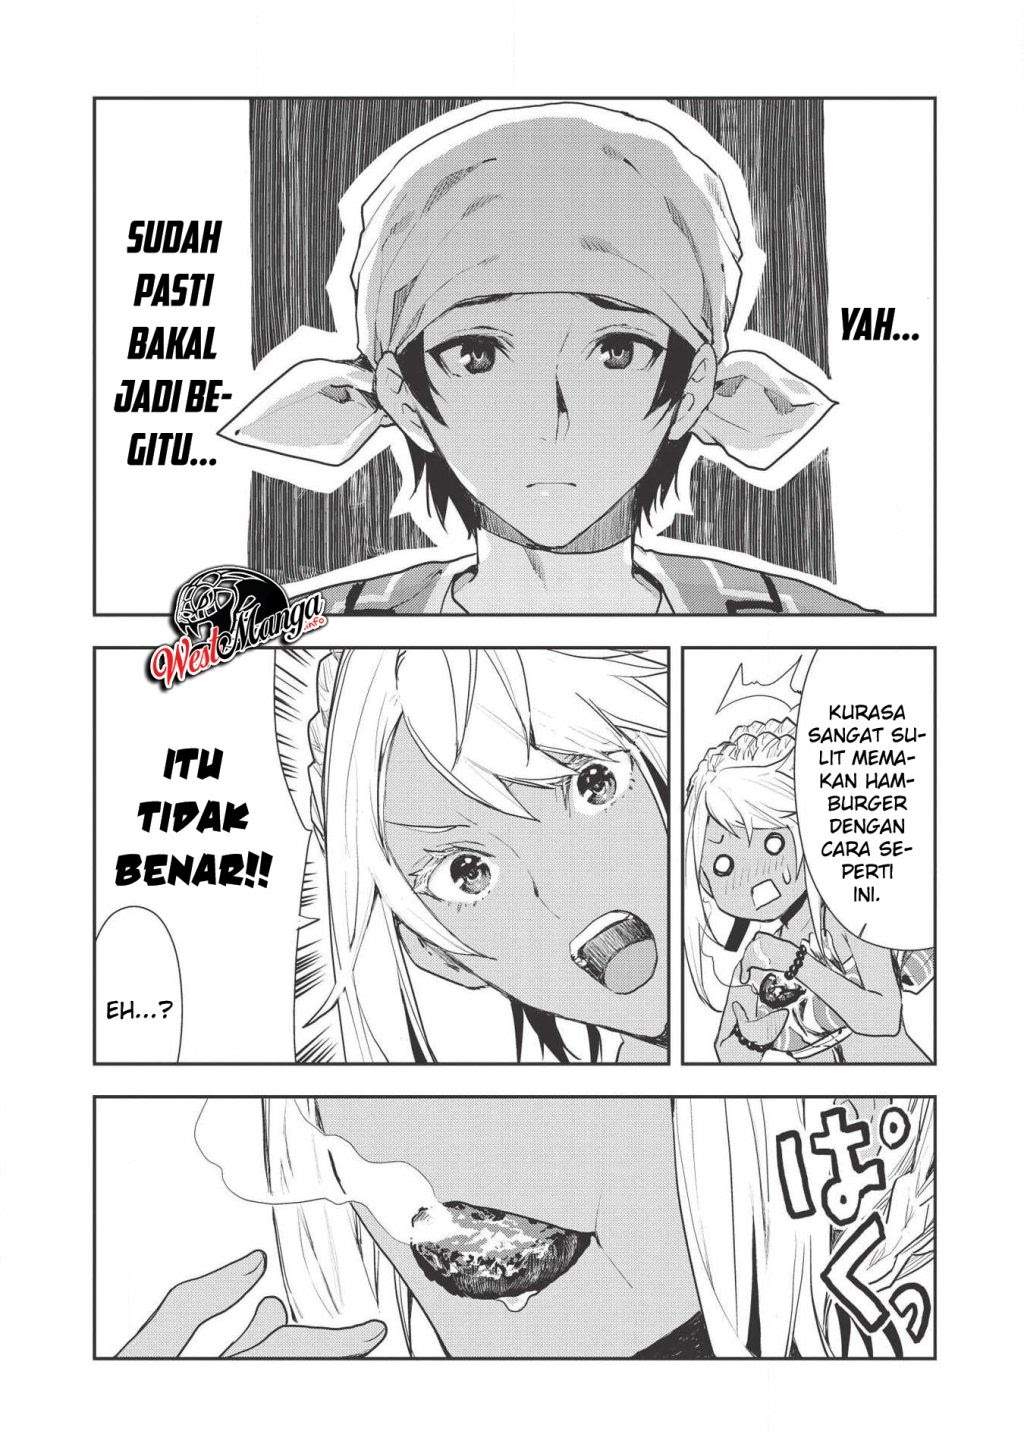 YAH...
SUDAH
PASTI
BAKAL
JADI BE-
GITU...
WESTMANGA
.info
KURASA
SANGAT SU-
LIT MEMA-
KAN HAM-
BURGER
DENGAN
CARA SE-
PERTI
INI.
ITU
TIDAK
BENAR!!
EH...?
ぱくっ